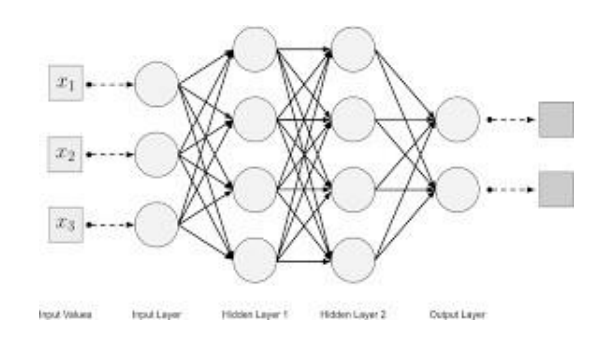 x1
x2
x3
Input Values Input Layer Hidden Layer 1 Hidden Layer 2 Output Layer